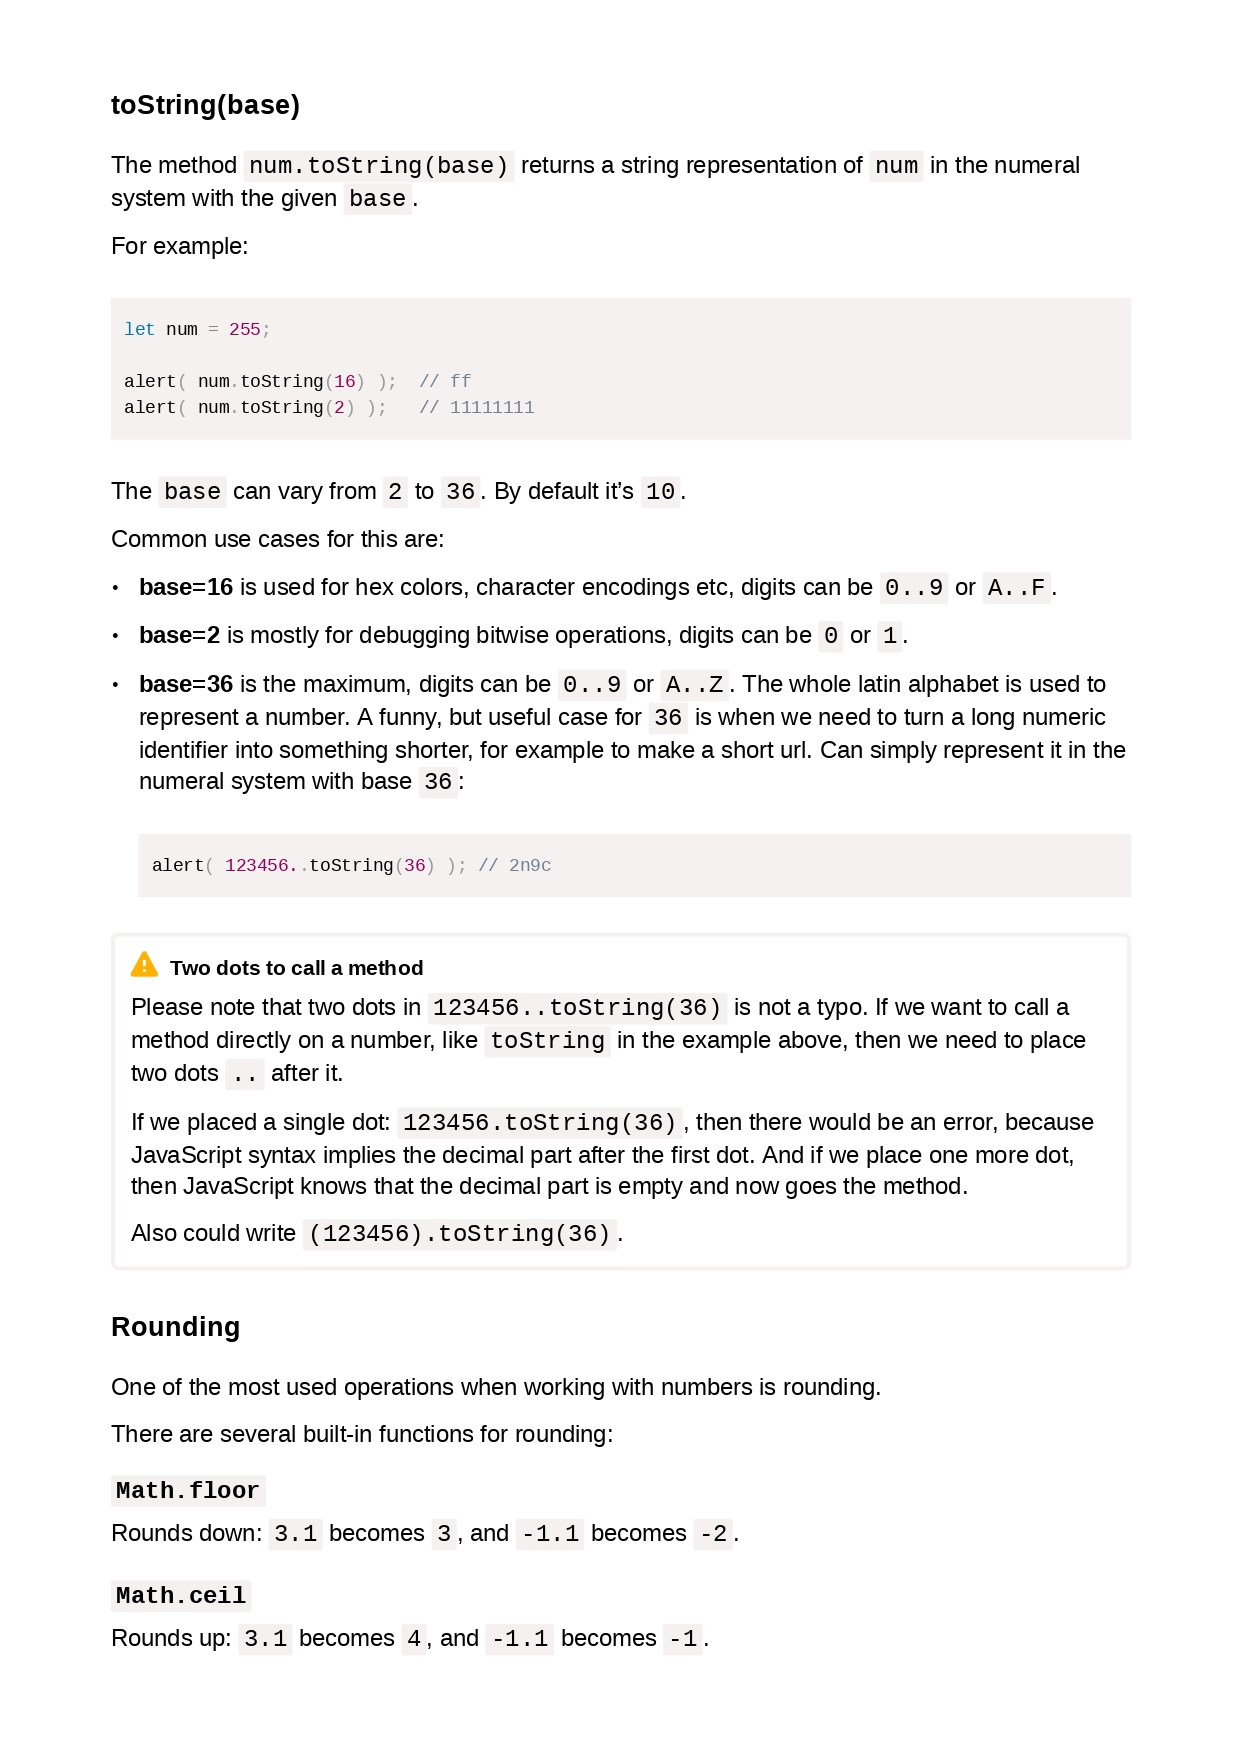 toString(base)
The method num.toString(base) returns a string representation of num in the numeral
system with the given base.
For example:
let num = 255;
alert( num.toString(16) );  // ff
alert( num.toString(2) );   // 11111111
The base can vary from 2 to 36. By default it’s 10.
Common use cases for this are:
• base=16 is used for hex colors, character encodings etc, digits can be 0..9 or A..F.
• base=2 is mostly for debugging bitwise operations, digits can be 0 or 1.
• base=36 is the maximum, digits can be 0..9 or A..Z. The whole latin alphabet is used to
represent a number. A funny, but useful case for 36 is when we need to turn a long numeric
identifier into something shorter, for example to make a short url. Can simply represent it in the
numeral system with base 36:
alert( 123456..toString(36) ); // 2n9c
Two dots to call a method
Please note that two dots in 123456..toString(36) is not a typo. If we want to call a
method directly on a number, like toString in the example above, then we need to place
two dots .. after it.
If we placed a single dot: 123456.toString(36), then there would be an error, because
JavaScript syntax implies the decimal part after the first dot. And if we place one more dot,
then JavaScript knows that the decimal part is empty and now goes the method.
Also could write (123456).toString(36).
Rounding
One of the most used operations when working with numbers is rounding.
There are several built-in functions for rounding:
Math.floor
Rounds down: 3.1 becomes 3, and -1.1 becomes -2.
Math.ceil
Rounds up: 3.1 becomes 4, and -1.1 becomes -1.